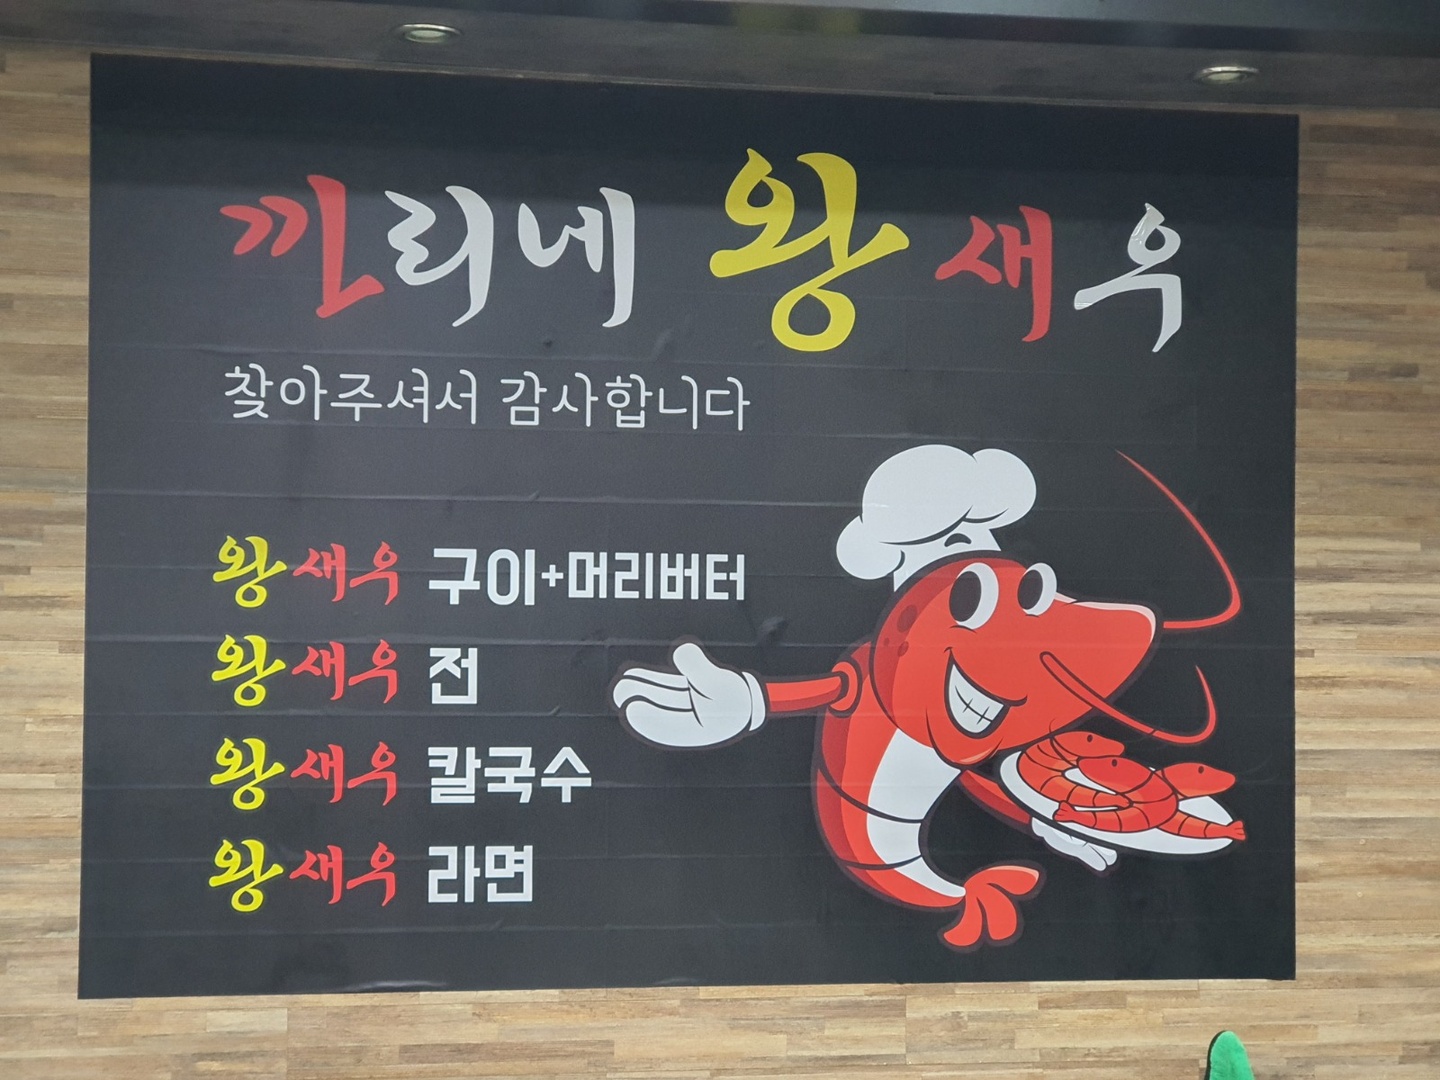 끼리네 왕새우
찾아주셔서 감사합니다
왕새우 구이+머리버터
왕새우 전
왕새우 칼국수
왕새우 라면